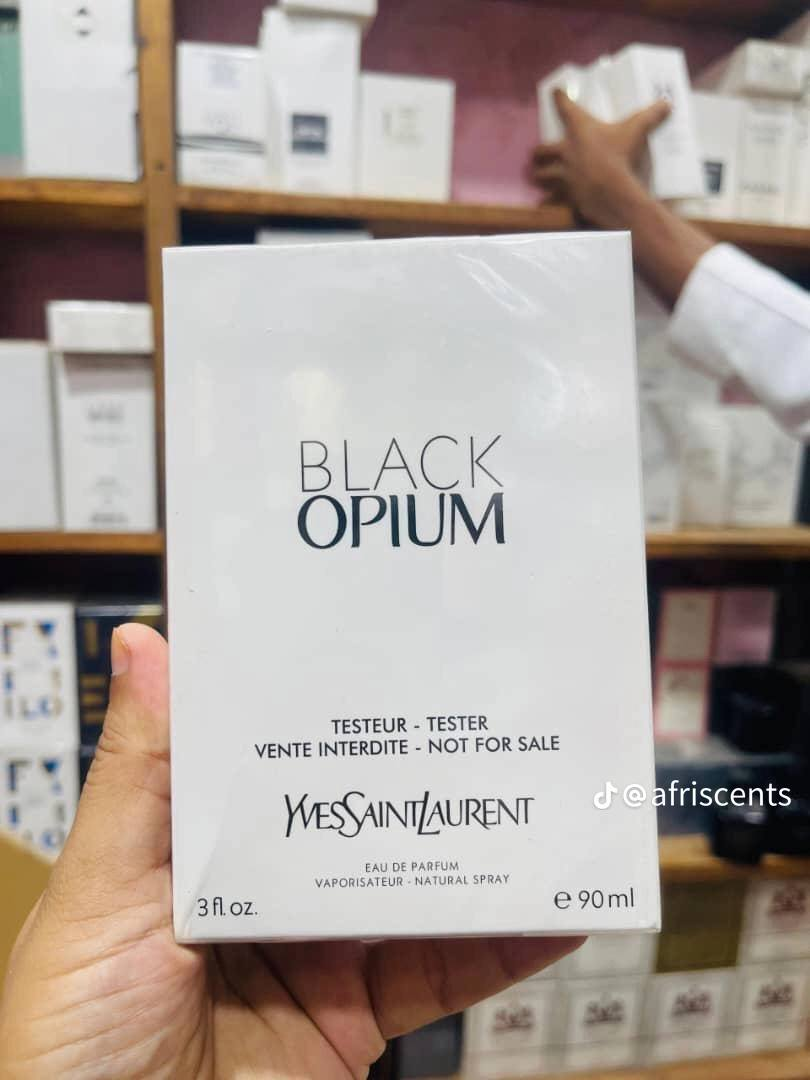 BLACK
OPIUM
TESTEUR - TESTER
VENTE INTERDITE - NOT FOR SALE
YVESSAINTLAURENT
EAU DE PARFUM
VAPORISATEUR - NATURAL SPRAY
3 fl. oz.
e 90 ml
@afriscents